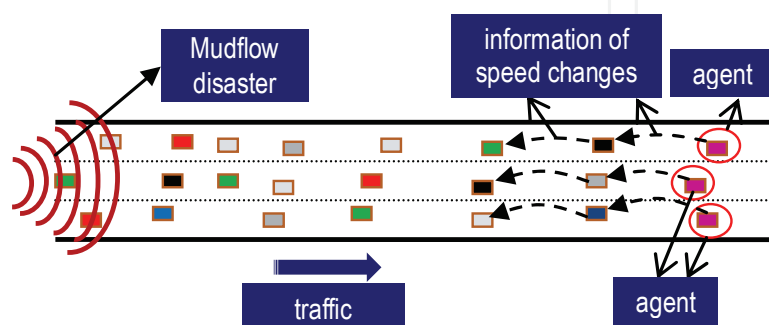 Mudflow
disaster
information of
speed changes
agent
traffic
agent